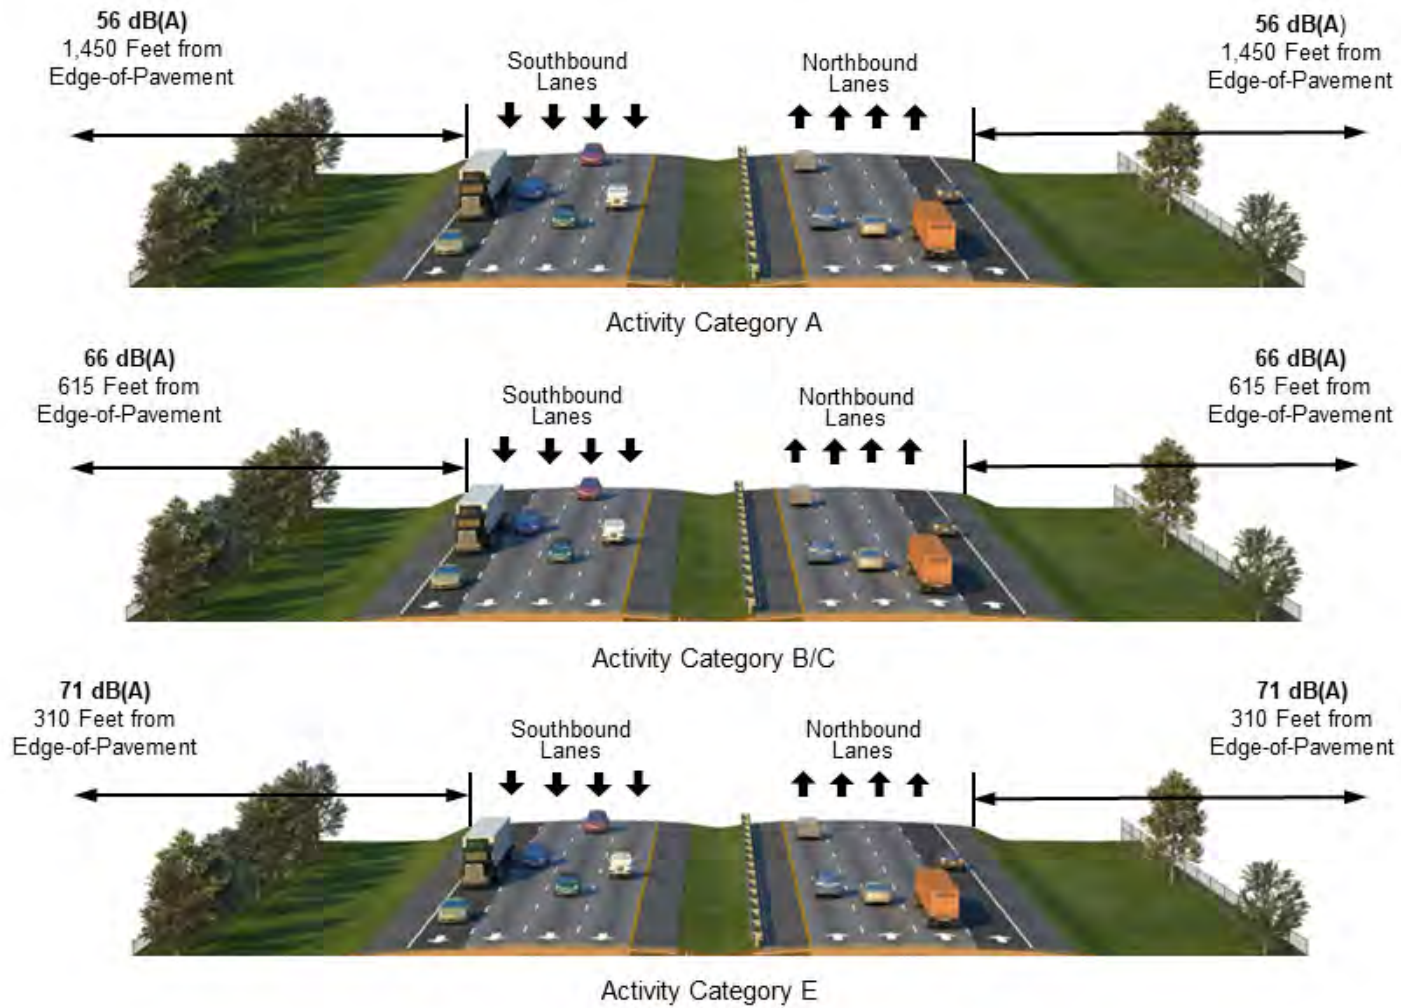 56 dB(A)
1,450 Feet from
Edge-of-Pavement
Southbound
Lanes
Northbound
Lanes
56 dB(A)
1,450 Feet from
Edge-of-Pavement
Activity Category A
66 dB(A)
615 Feet from
Edge-of-Pavement
Southbound
Lanes
Northbound
Lanes
66 dB(A)
615 Feet from
Edge-of-Pavement
Activity Category B/C
71 dB(A)
310 Feet from
Edge-of-Pavement
Southbound
Lanes
Northbound
Lanes
71 dB(A)
310 Feet from
Edge-of-Pavement
Activity Category E